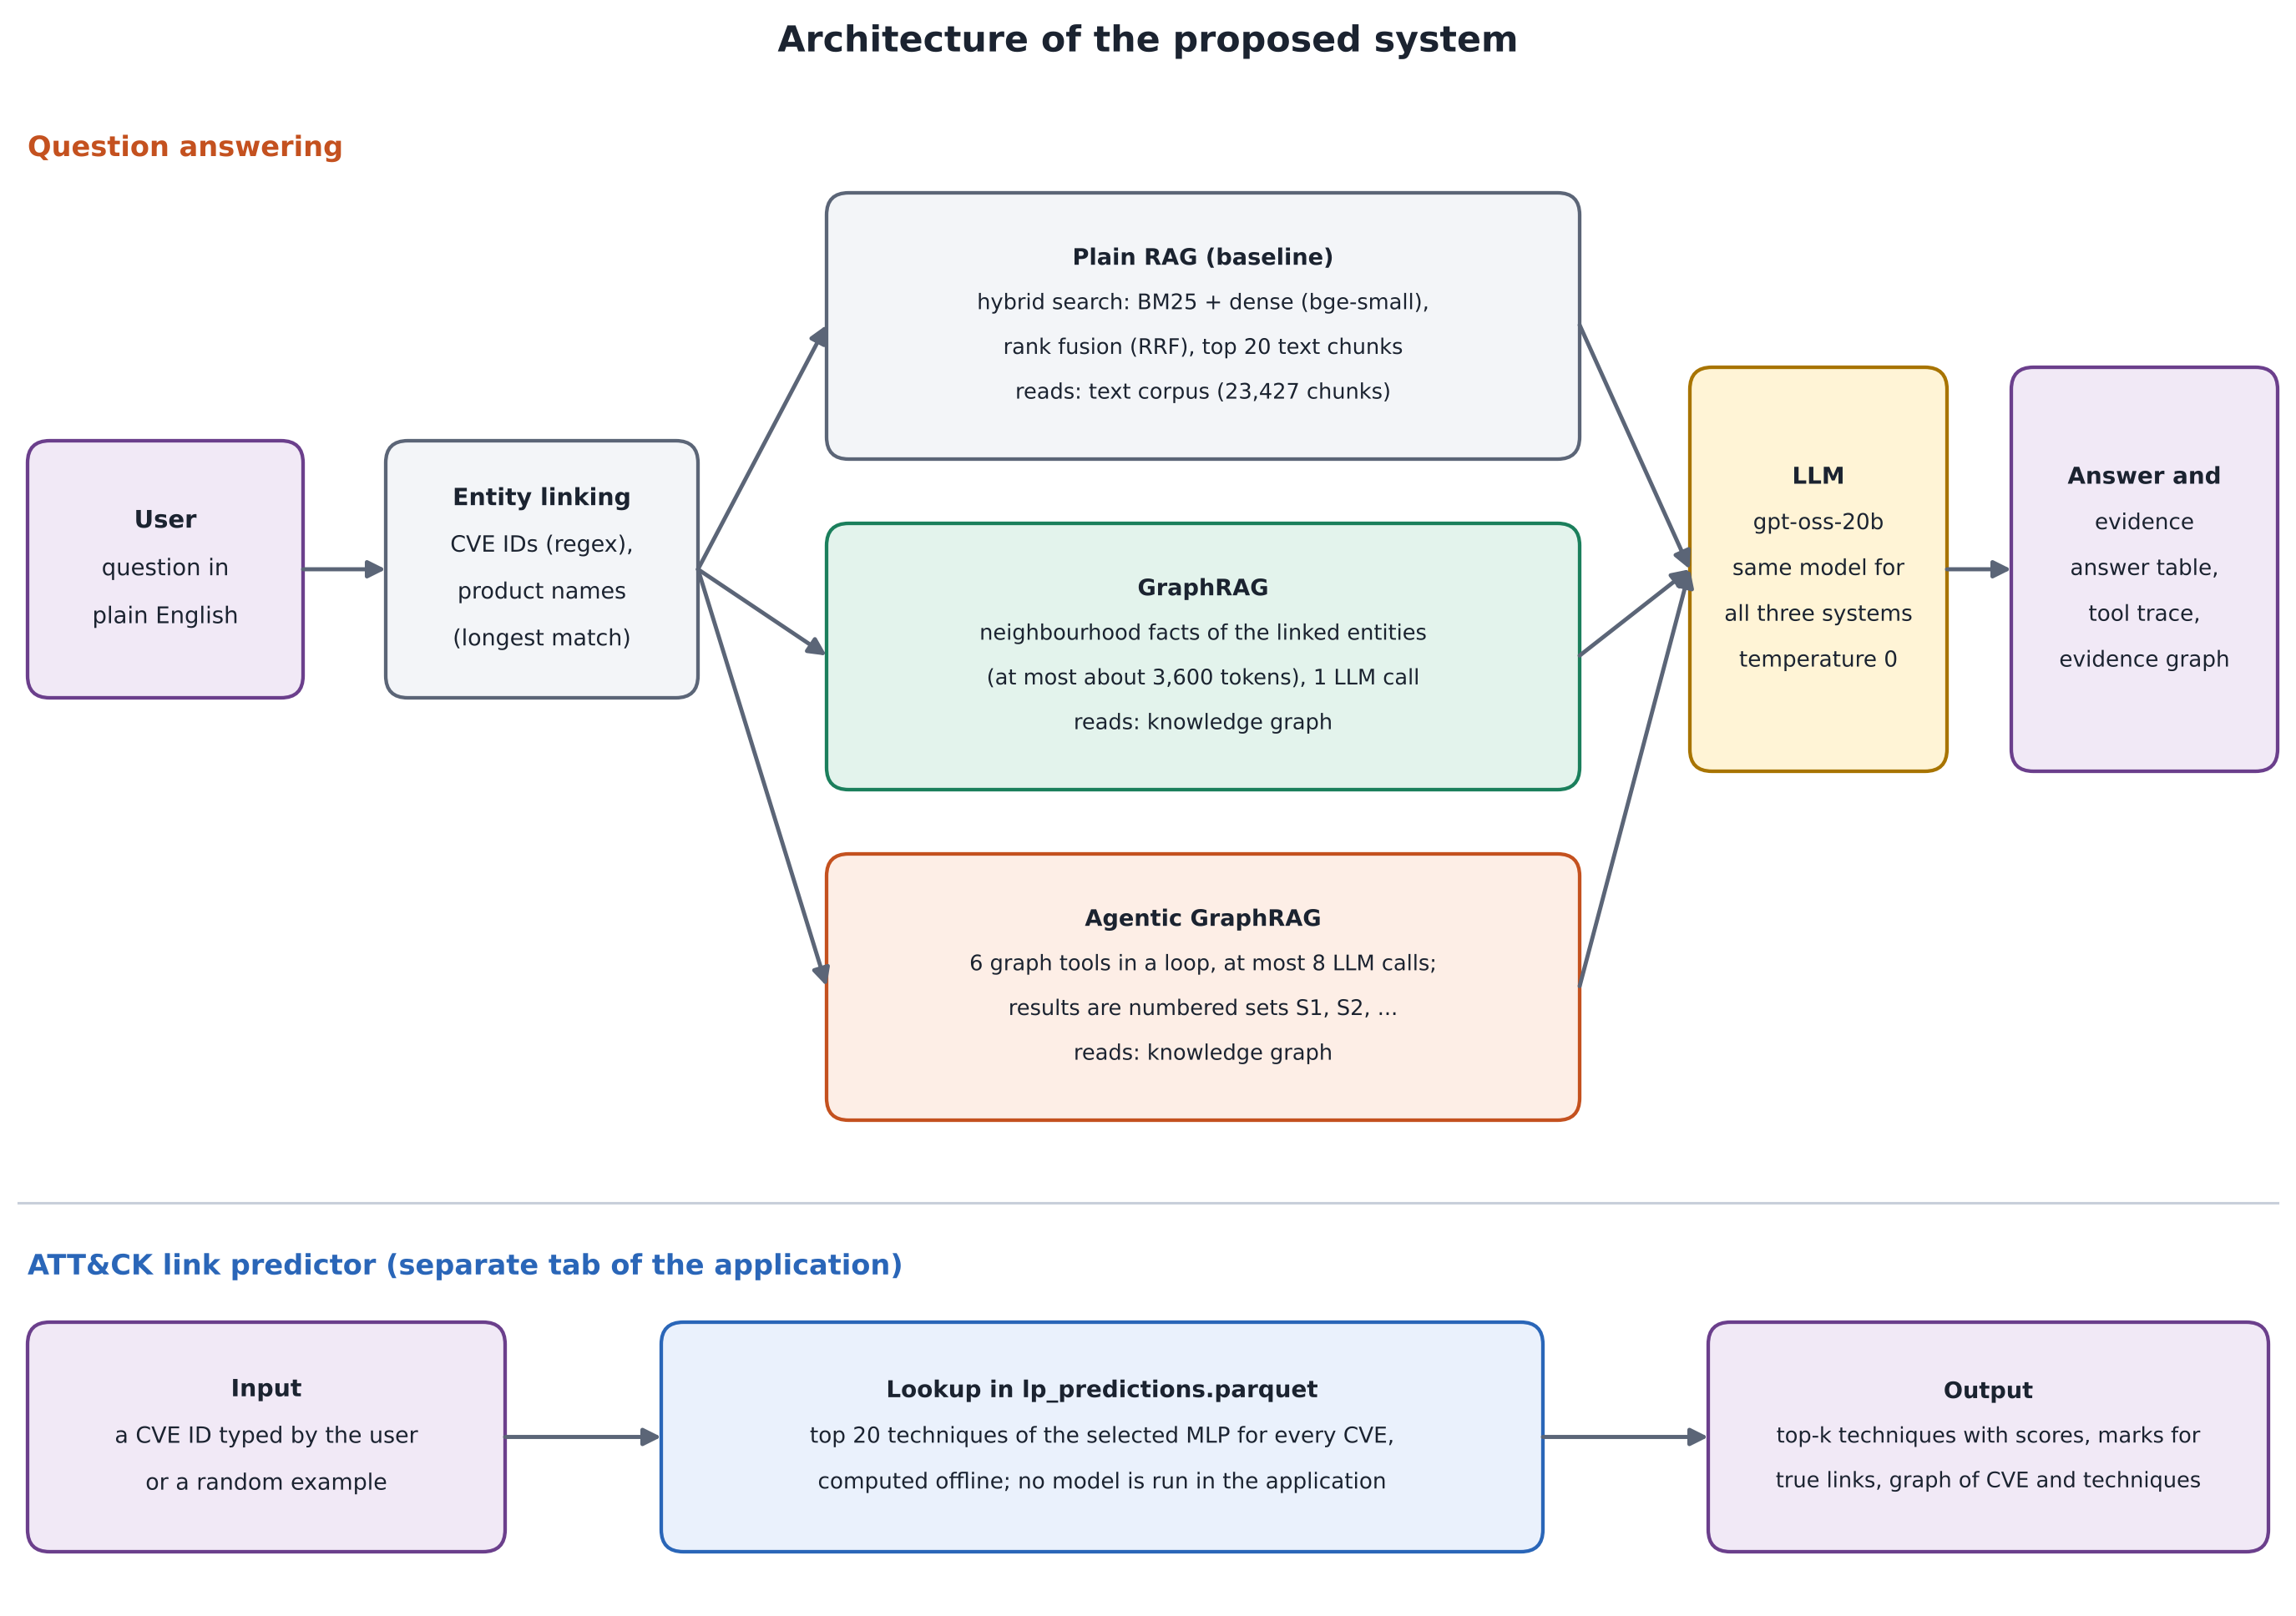 Architecture of the proposed system
Question answering
User
question in
plain English
Entity linking
CVE IDs (regex),
product names
(longest match)
Plain RAG (baseline)
hybrid search: BM25 + dense (bge-small),
rank fusion (RRF), top 20 text chunks
reads: text corpus (23,427 chunks)
GraphRAG
neighbourhood facts of the linked entities
(at most about 3,600 tokens), 1 LLM call
reads: knowledge graph
Agentic GraphRAG
6 graph tools in a loop, at most 8 LLM calls;
results are numbered sets S1, S2, ...
reads: knowledge graph
LLM
gpt-oss-20b
same model for
all three systems
temperature 0
Answer and
evidence
answer table,
tool trace,
evidence graph
ATT&CK link predictor (separate tab of the application)
Input
a CVE ID typed by the user
or a random example
Lookup in lp_predictions.parquet
top 20 techniques of the selected MLP for every CVE,
computed offline; no model is run in the application
Output
top-k techniques with scores, marks for
true links, graph of CVE and techniques